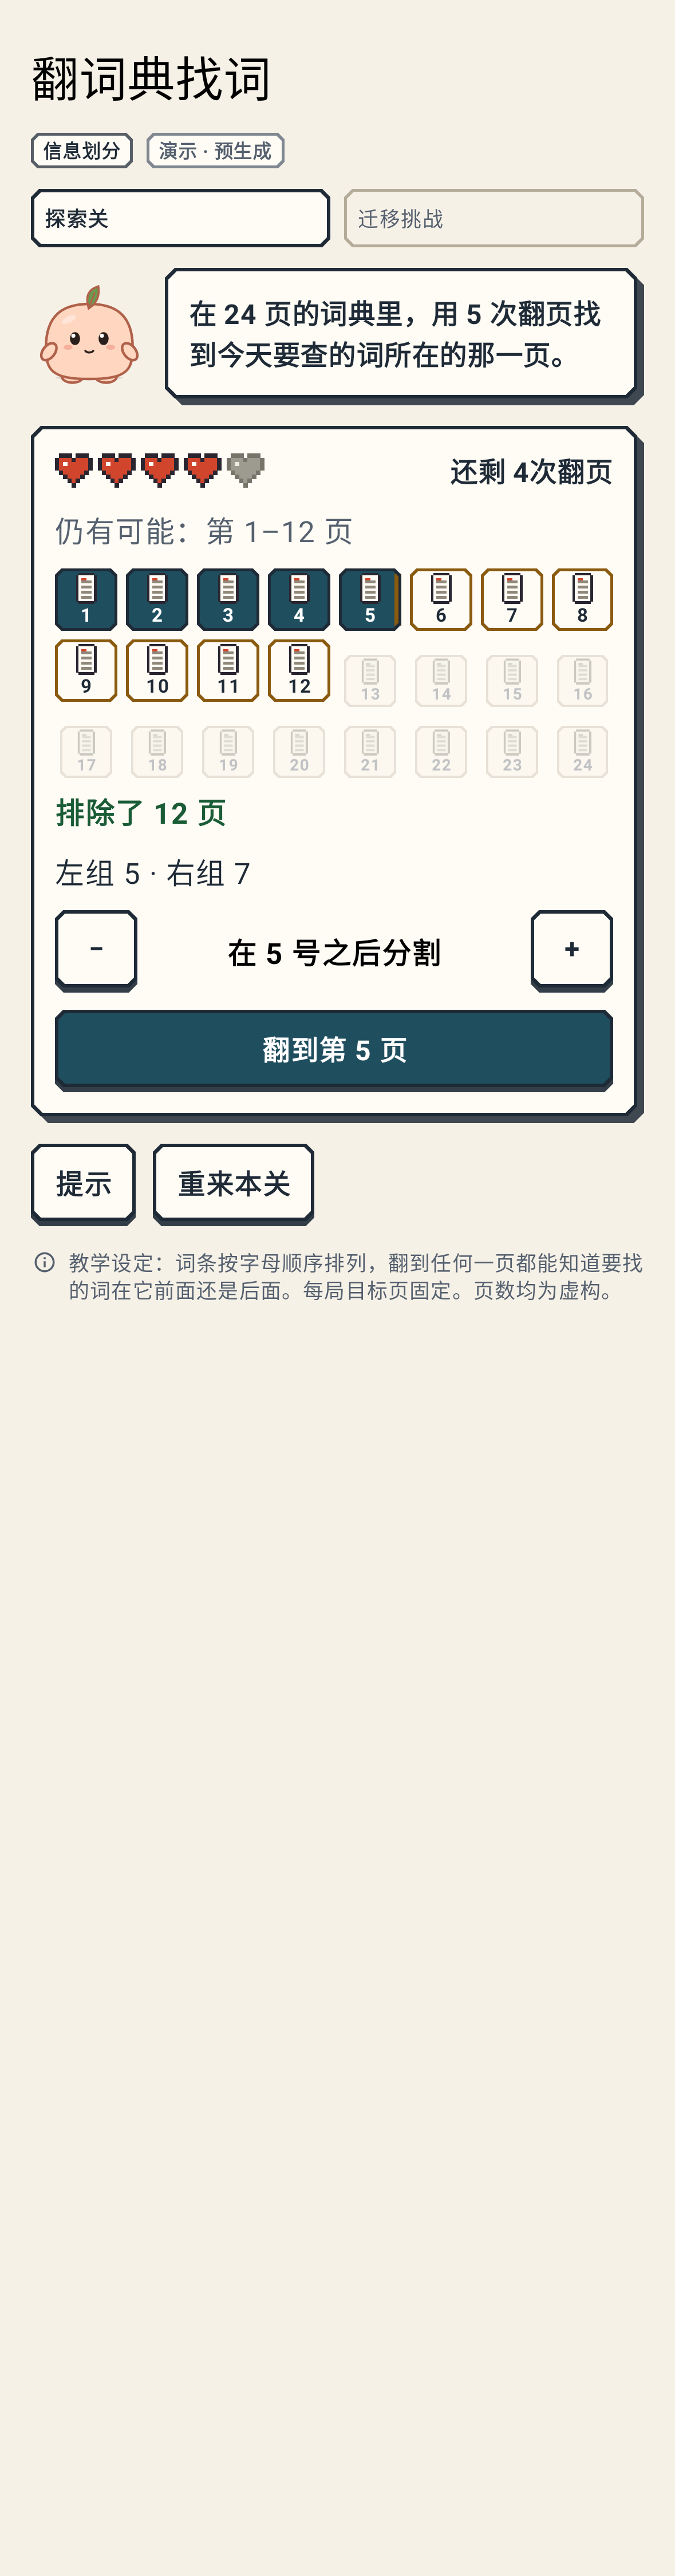 翻词典找词
信息划分
演示 · 预生成
探索关
迁移挑战
在 24 页的词典里，用 5 次翻页找
到今天要查的词所在的那一页。
还剩 4次翻页
仍有可能：第 1–12 页
1 2 3 4 5 6 7 8
9 10 11 12 13 14 15 16
17 18 19 20 21 22 23 24
排除了 12 页
左组 5 · 右组 7
− 在 5 号之后分割 +
翻到第 5 页
提示
重来本关
教学设定：词条按字母顺序排列，翻到任何一页都能知道要找
的词在它前面还是后面。每局目标页固定。页数均为虚构。